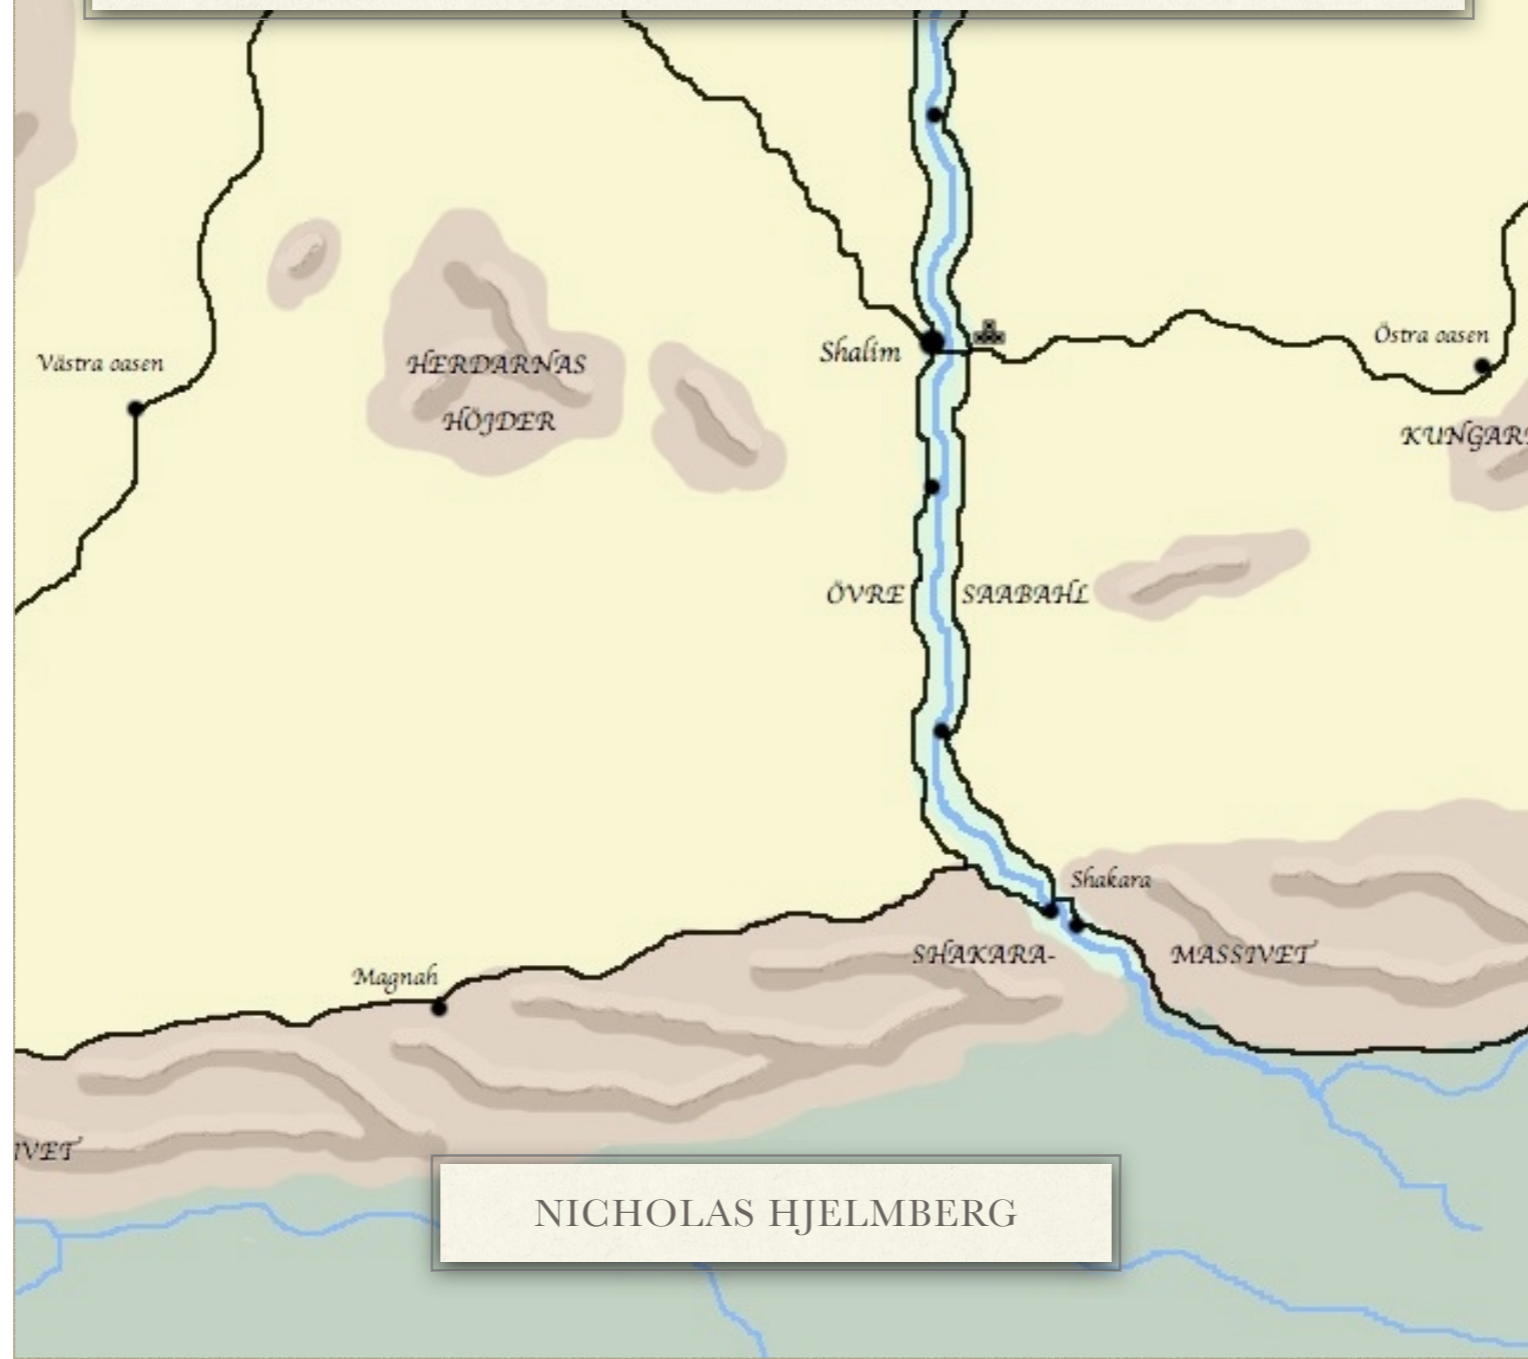 Östra oasen
Shalim
Västra oasen
HERDARNAS
HÖJDER
KUNGAR
ÖVRE SAABAHL
Shakara
SHAKARA- MASSIVET
Magnah
IVET
NICHOLAS HJELMBERG